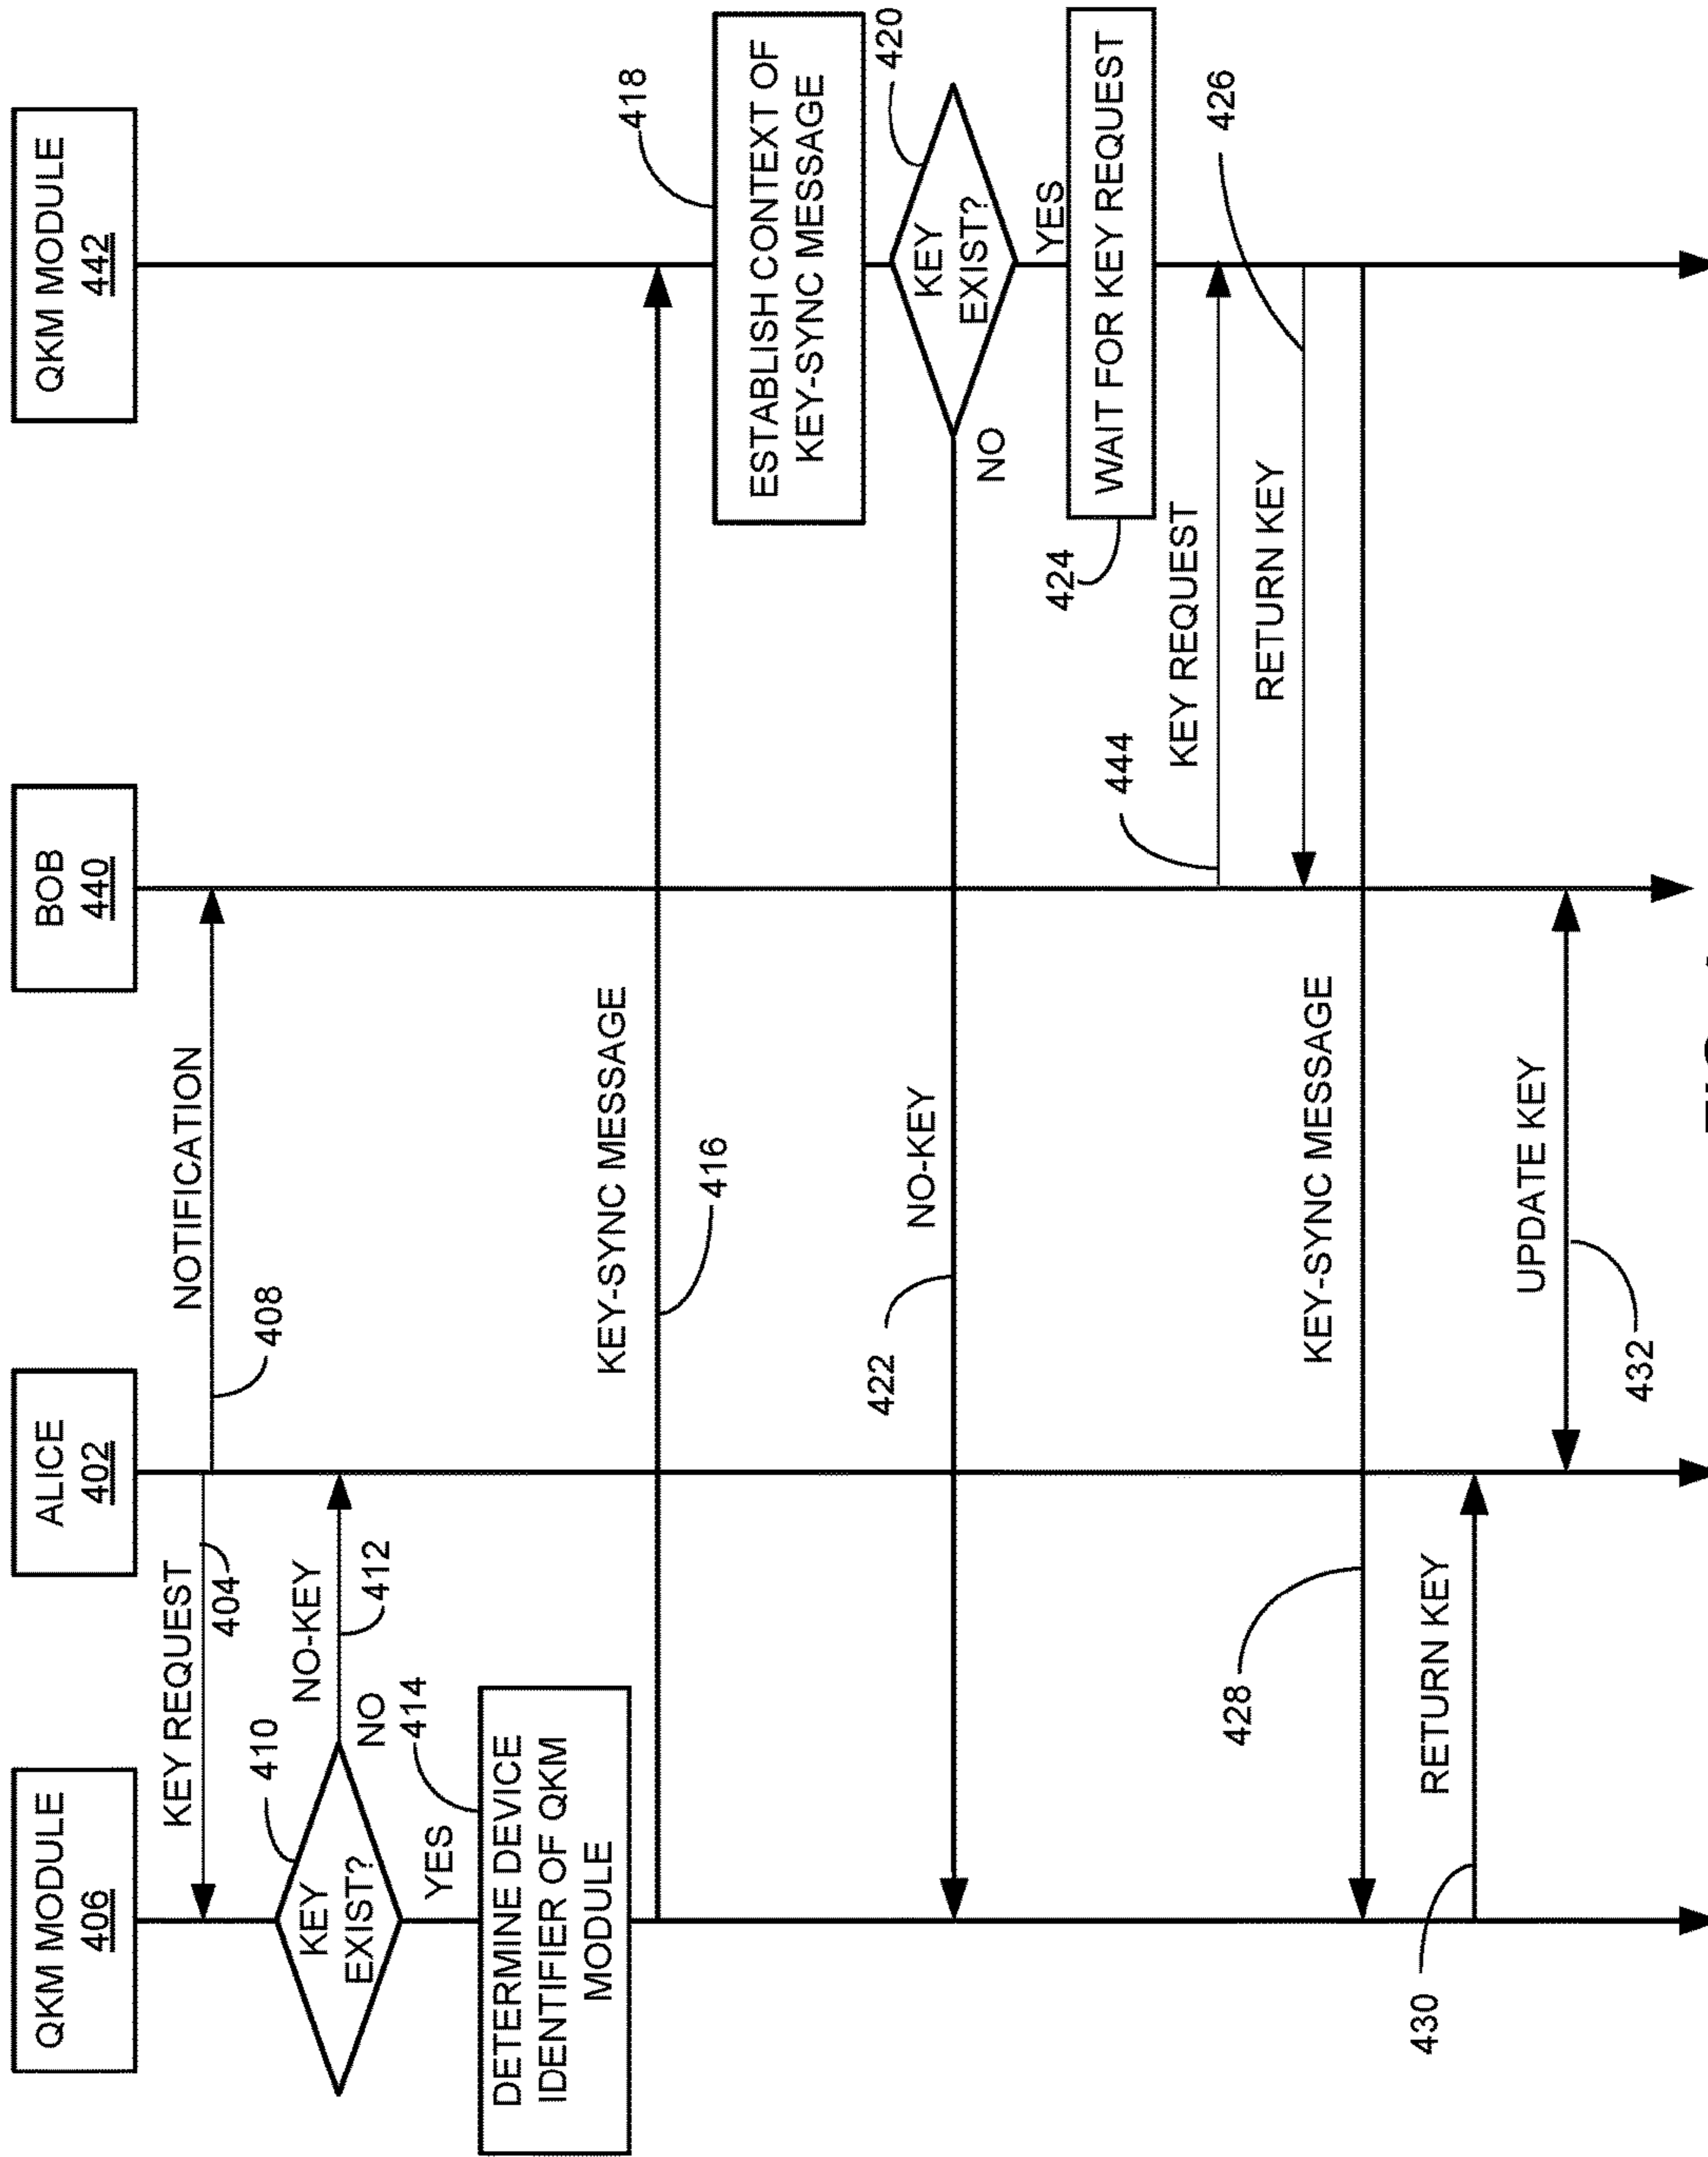 QKM MODULE
406
ALICE
402
BOB
440
QKM MODULE
442
KEY REQUEST
404
NOTIFICATION
408
410
KEY
EXIST?
NO-KEY
412
NO
YES
414
DETERMINE DEVICE
IDENTIFIER OF QKM
MODULE
KEY-SYNC MESSAGE
416
418
ESTABLISH CONTEXT OF
KEY-SYNC MESSAGE
420
KEY
EXIST?
NO
YES
NO-KEY
422
WAIT FOR KEY REQUEST
424
444
KEY REQUEST
426
RETURN KEY
KEY-SYNC MESSAGE
428
RETURN KEY
430
UPDATE KEY
432